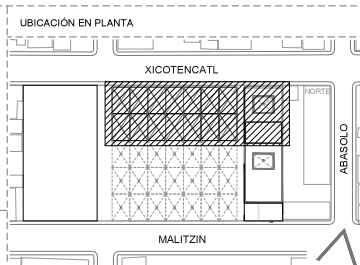 UBICACIÓN EN PLANTA
XICOTENCATL
NORTE
ABASOLO
MALITZIN